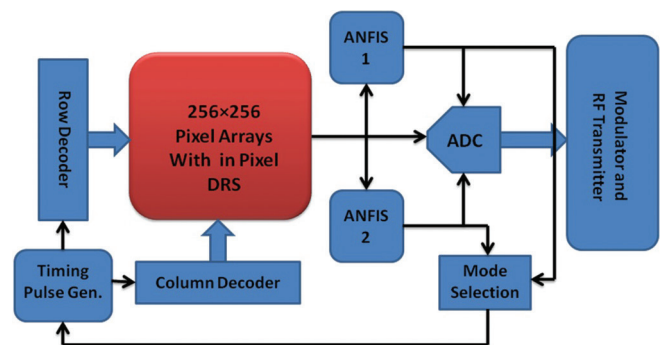 Row Decoder
256×256
Pixel Arrays
With in Pixel
DRS
ANFIS
1
ADC
Modulator and
RF Transmitter
ANFIS
2
Timing
Pulse Gen.
Column Decoder
Mode
Selection